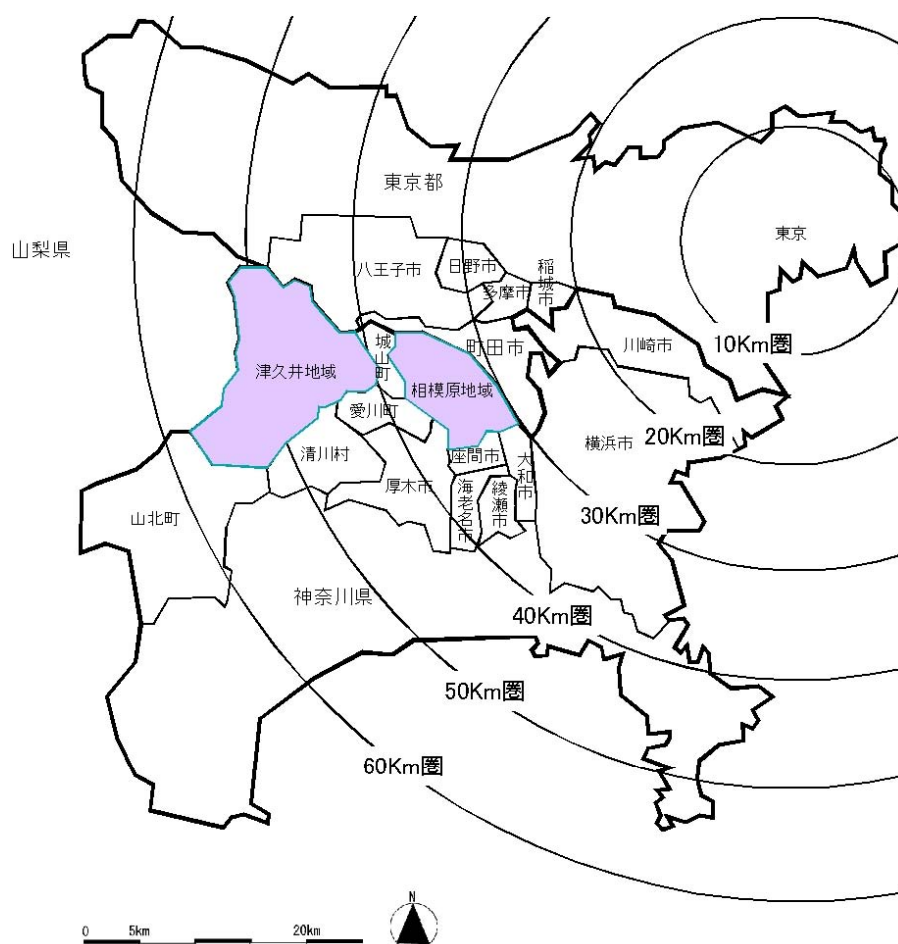 東京都
東京
山梨県
八王子市
日野市
多摩市
稲城市
城山町
町田市
川崎市
10Km圏
津久井地域
相模原地域
愛川町
20Km圏
横浜市
清川村
座間市
大和市
厚木市
海老名市
綾瀬市
山北町
30Km圏
神奈川県
40Km圏
50Km圏
60Km圏
N
0 5km 20km